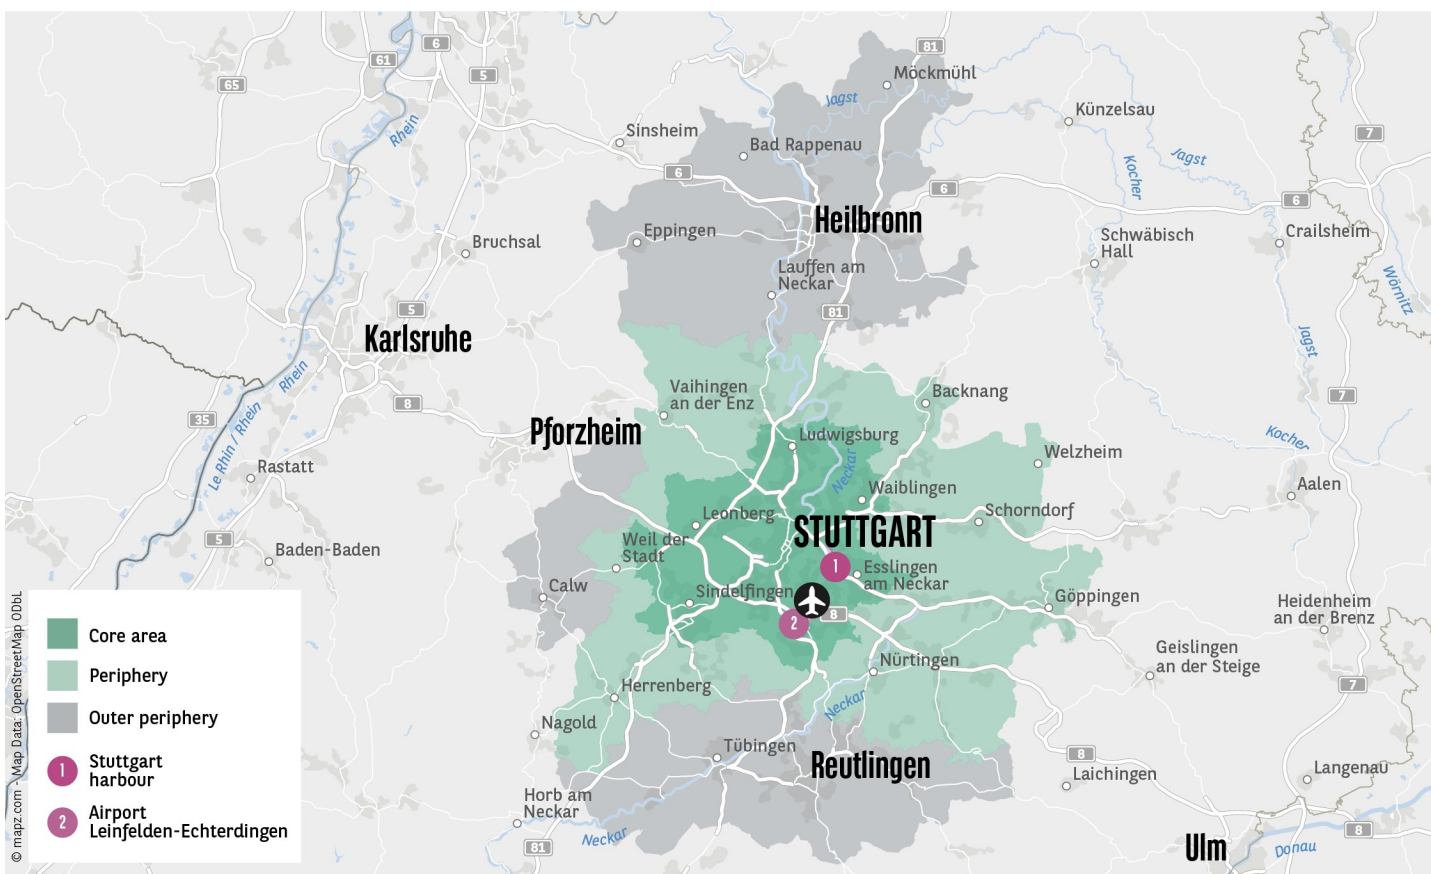 81
6
61
5
65
Möckmühl
Jagst
Künzelsau
Rhein
Sinsheim
Bad Rappenau
7
Jagst
Kocher
6
6
6
Heilbronn
Eppingen
Bruchsal
Schwäbisch
Hall
Crailsheim
Lauffen am
Neckar
Wörnitz
5
81
Karlsruhe
Jagst
Rhein
Vaihingen
an der Enz
Backnang
7
8
35
Le Rhin / Rhein
Pforzheim
Ludwigsburg
Kocher
Neckar
Welzheim
Rastatt
Waiblingen
Aalen
Leonberg
Schorndorf
STUTTGART
5
Weil der
Stadt
Baden-Baden
1
Esslingen
am Neckar
Calw
Sindelfingen
Göppingen
Heidenheim
an der Brenz
8
2
Geislingen
an der Steige
Nürtingen
Herrenberg
7
Neckar
Nagold
Tübingen
Reutlingen
8
Laichingen
Langenau
Horb am
Neckar
Neckar
81
Ulm
Donau
8
Core area
Periphery
Outer periphery
1
Stuttgart
harbour
2
Airport
Leinfelden-Echterdingen
© mapz.com - Map Data: OpenStreetMap ODbL